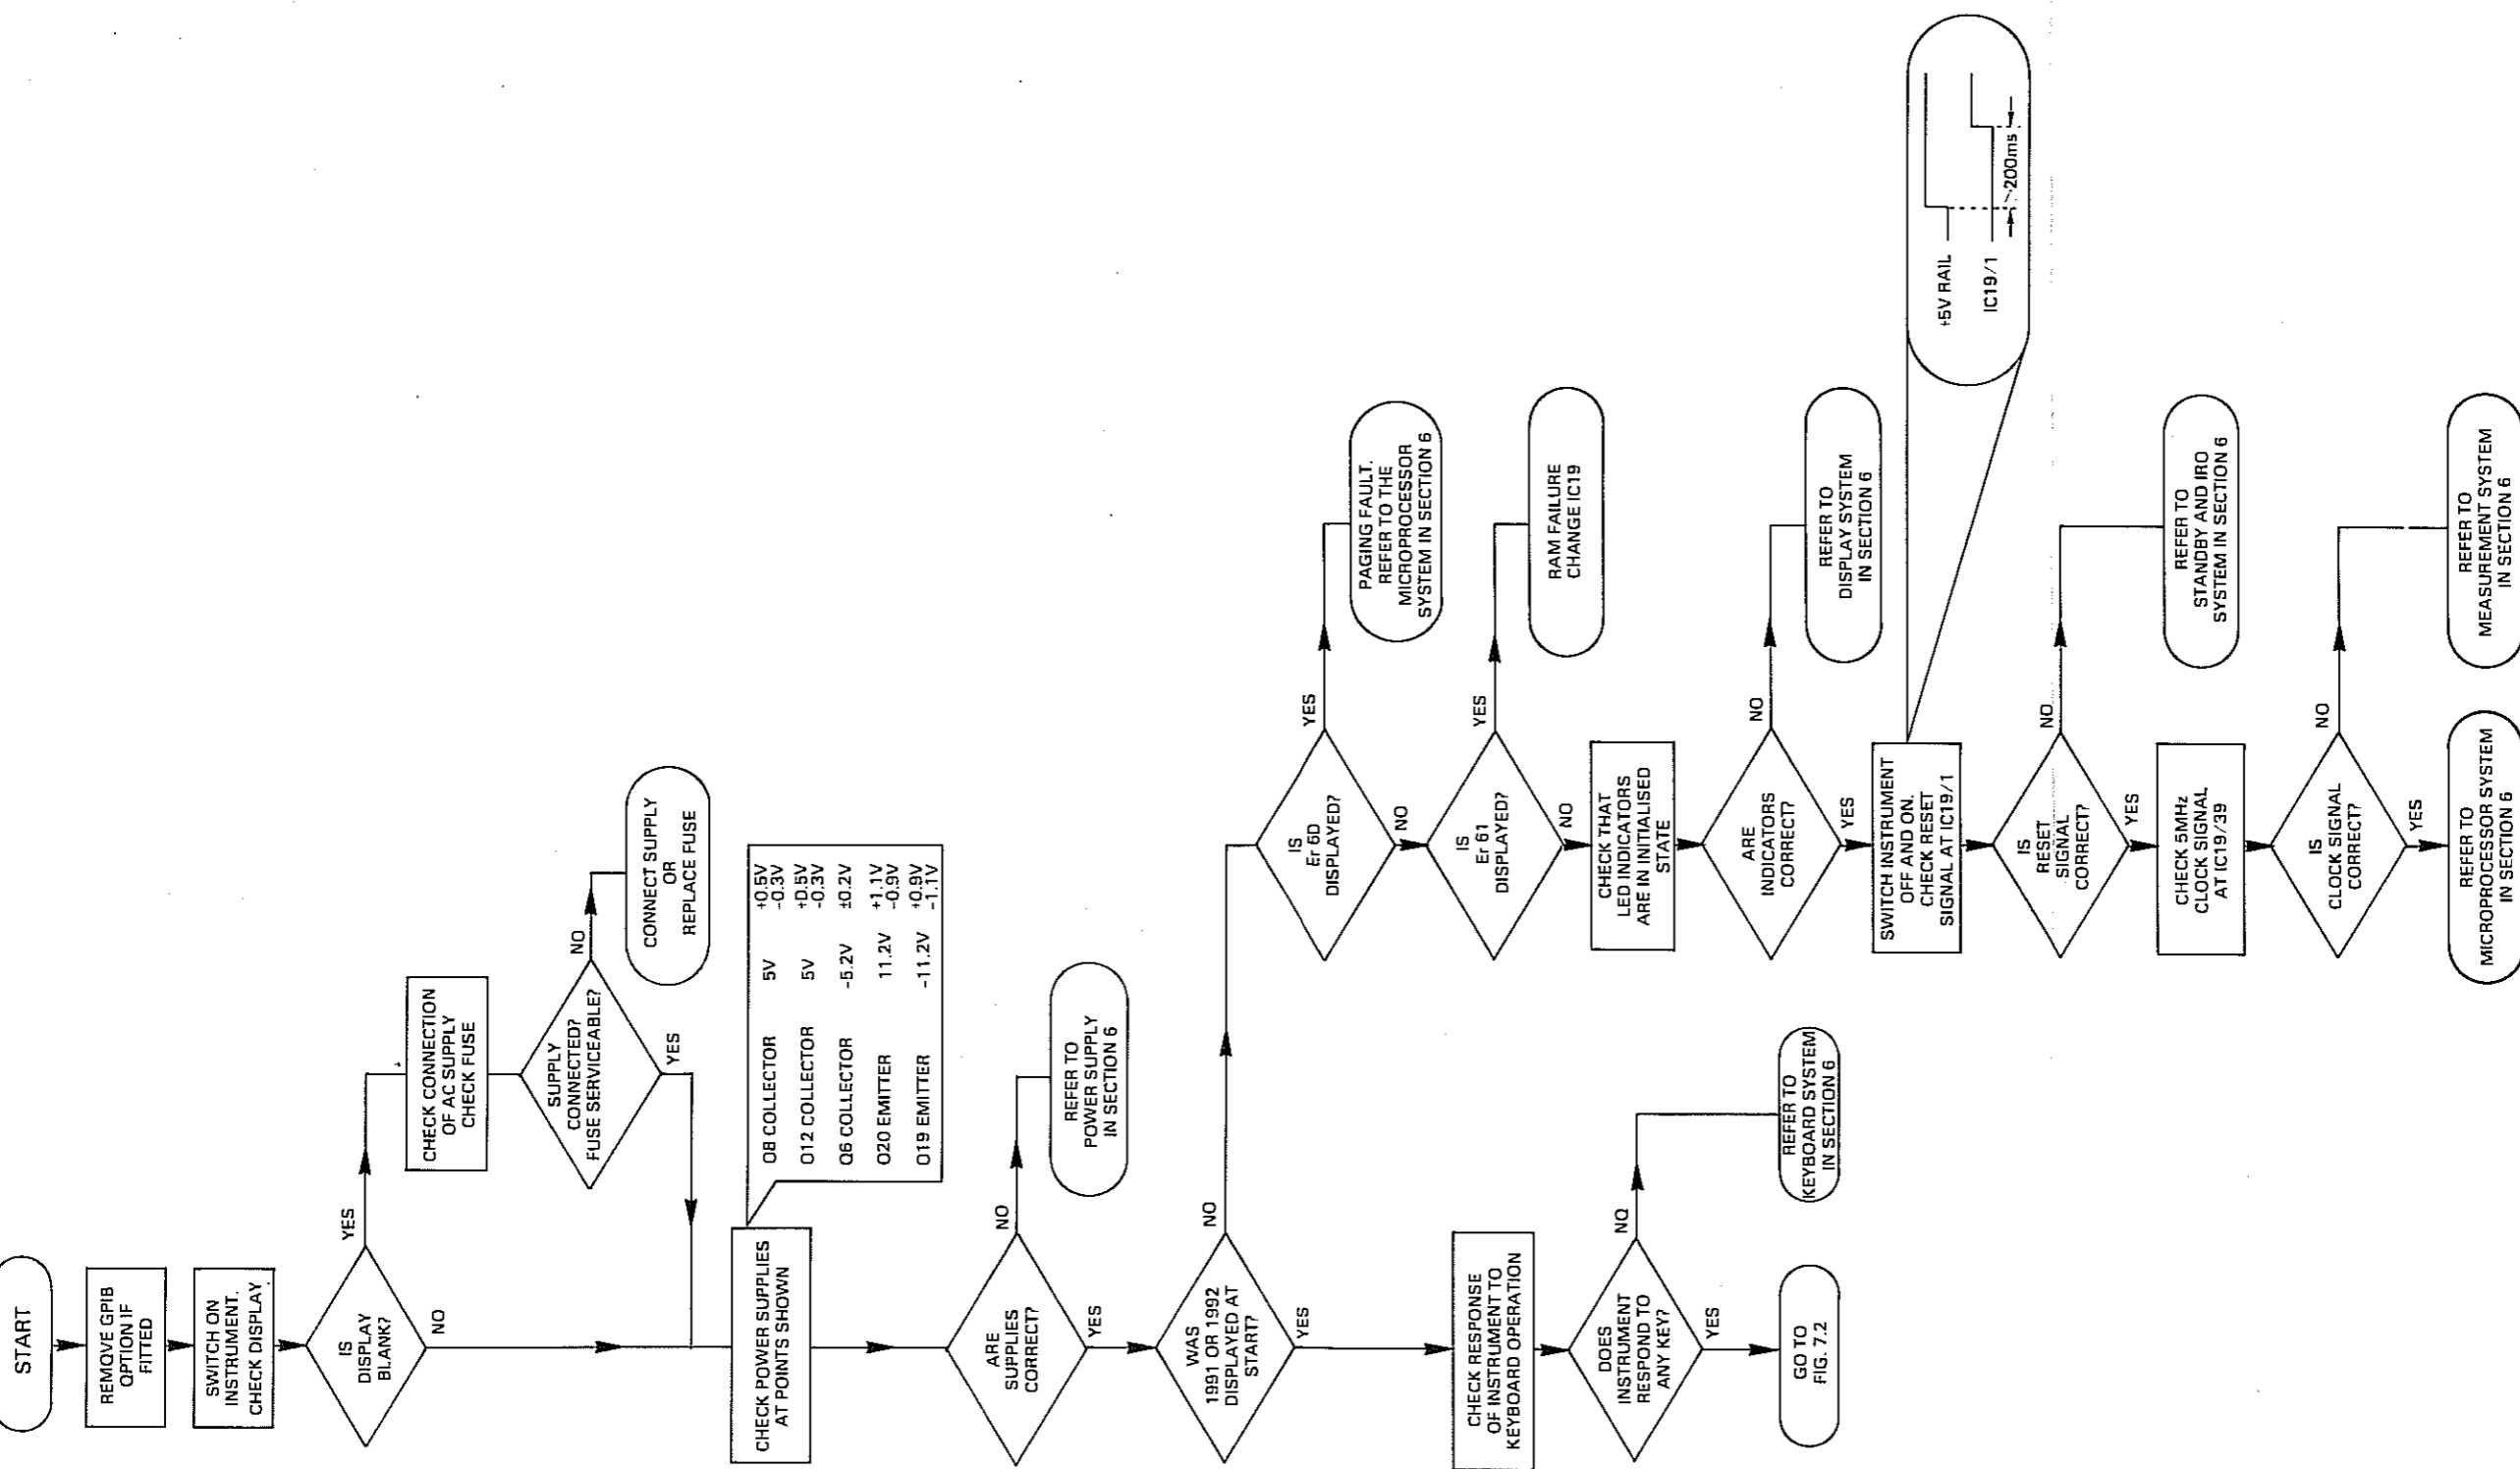 START
REMOVE GPIB
OPTION IF
FITTED
SWITCH ON
INSTRUMENT.
CHECK DISPLAY
IS
DISPLAY
BLANK?
YES
NO
CHECK CONNECTION
OF AC SUPPLY
CHECK FUSE
SUPPLY
CONNECTED?
FUSE SERVICEABLE?
NO
YES
CONNECT SUPPLY
OR
REPLACE FUSE
CHECK POWER SUPPLIES
AT POINTS SHOWN
Q8 COLLECTOR 5V +0.5V
-0.3V
Q12 COLLECTOR 5V +0.5V
-0.3V
Q6 COLLECTOR -5.2V ±0.2V
Q20 EMITTER 11.2V +1.1V
-0.9V
Q19 EMITTER -11.2V +0.9V
-1.1V
ARE
SUPPLIES
CORRECT?
NO
YES
REFER TO
POWER SUPPLY
IN SECTION 6
WAS
1991 OR 1992
DISPLAYED AT
START?
NO
YES
CHECK RESPONSE
OF INSTRUMENT TO
KEYBOARD OPERATION
DOES
INSTRUMENT
RESPOND TO
ANY KEY?
NO
YES
REFER TO
KEYBOARD SYSTEM
IN SECTION 6
GO TO
FIG. 7.2
IS
Er 6D
DISPLAYED?
YES
NO
PAGING FAULT.
REFER TO THE
MICROPROCESSOR
SYSTEM IN SECTION 6
IS
Er 61
DISPLAYED?
YES
NO
RAM FAILURE
CHANGE IC19
CHECK THAT
LED INDICATORS
ARE IN INITIALISED
STATE
ARE
INDICATORS
CORRECT?
NO
YES
REFER TO
DISPLAY SYSTEM
IN SECTION 6
SWITCH INSTRUMENT
OFF AND ON.
CHECK RESET
SIGNAL AT IC19/1
+5V RAIL
IC19/1
~200ms
IS
RESET
SIGNAL
CORRECT?
NO
YES
REFER TO
STANDBY AND IRQ
SYSTEM IN SECTION 6
CHECK 5MHz
CLOCK SIGNAL
AT IC19/39
IS
CLOCK SIGNAL
CORRECT?
NO
YES
REFER TO
MEASUREMENT SYSTEM
IN SECTION 6
REFER TO
MICROPROCESSOR SYSTEM
IN SECTION 6